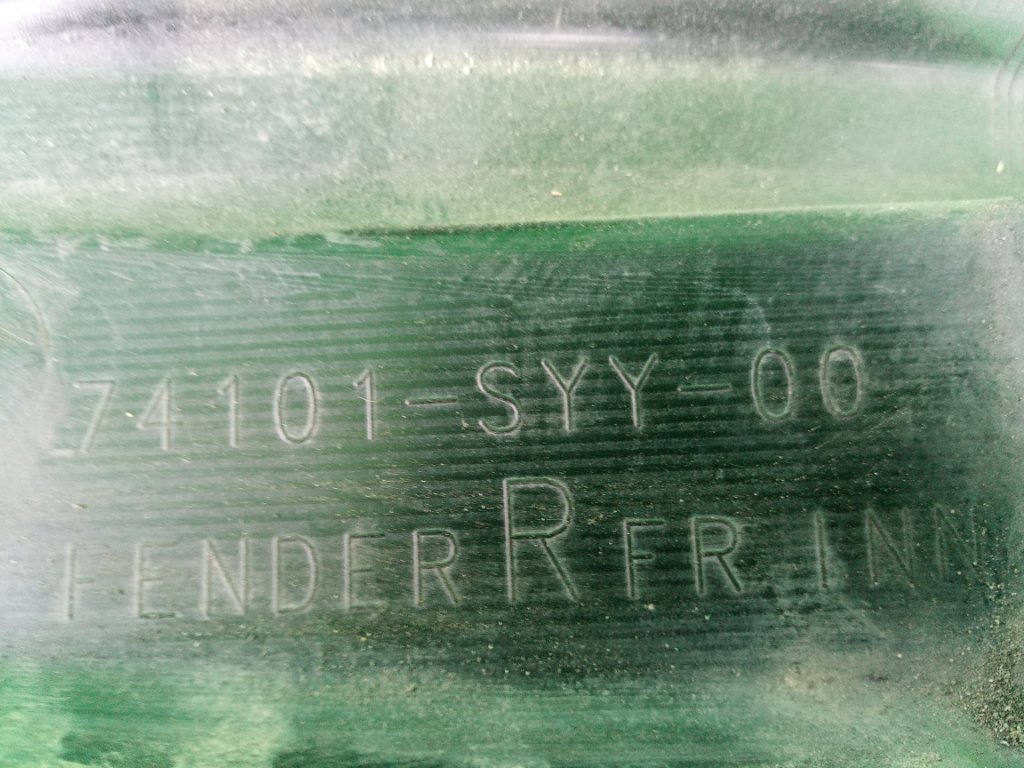 74101-SYY-00
FENDER R FR INN